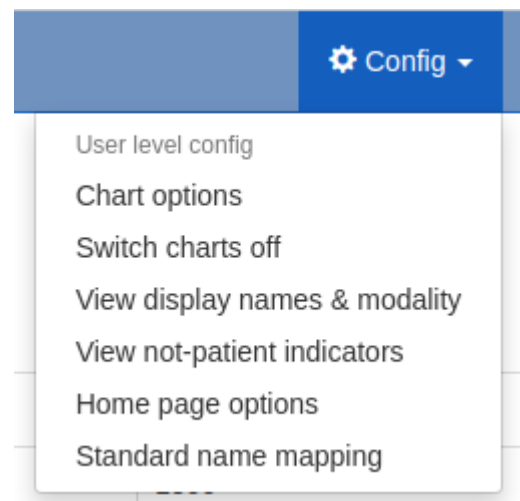 Config
User level config
Chart options
Switch charts off
View display names & modality
View not-patient indicators
Home page options
Standard name mapping